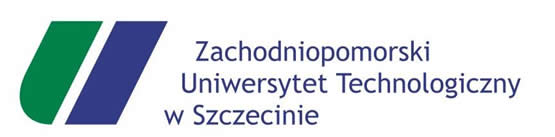 Zachodniopomorski
Uniwersytet Technologiczny
w Szczecinie